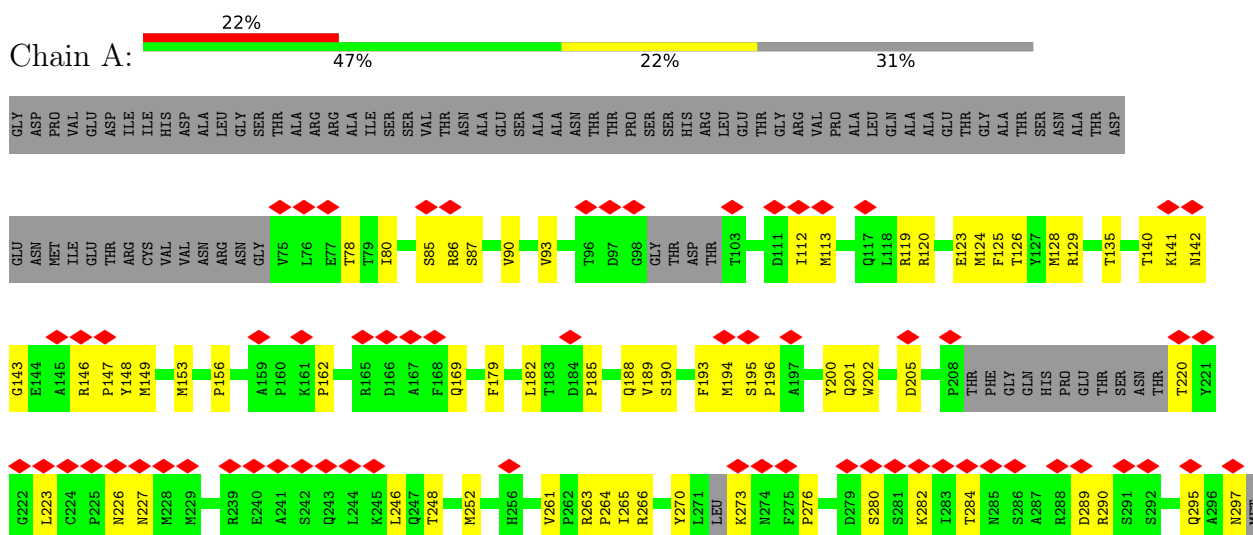 22%
Chain A:
47% 22% 31%
GLY ASP PRO VAL GLU ASP ILE ILE HIS ASP ALA LEU GLY SER THR ALA ARG ARG ALA ILE SER SER VAL THR ASN ALA GLU SER ALA ALA ASN THR THR PRO SER SER HIS ARG LEU GLU THR GLY ARG VAL PRO ALA LEU GLN ALA ALA GLU THR GLY ALA THR SER ASN ALA THR ASP
GLU ASN MET ILE GLU THR ARG CYS VAL VAL ASN ARG ASN GLY V75 L76 E77 T78 T79 I80 S85 R86 S87 V90 V93 T96 D97 G98 GLY THR ASP THR T103 D111 I112 M113 Q117 L118 R119 R120 E123 M124 F125 T126 Y127 M128 R129 T135 T140 K141 N142
G143 E144 A145 R146 P147 Y148 M149 M153 P156 A159 P160 K161 P162 R165 D166 A167 F168 Q169 F179 L182 T183 D184 P185 Q188 V189 S190 F193 M194 S195 P196 A197 Y200 Q201 W202 D205 P208 THR PHE GLY GLN HIS PRO GLU THR SER ASN THR T220 Y221
G222 L223 C224 P225 N226 N227 M228 M229 R239 E240 A241 S242 Q243 L244 K245 L246 Q247 T248 M252 H256 V261 P262 R263 P264 I265 R266 Y270 L271 LEU K273 N274 F275 P276 D279 S280 S281 K282 I283 T284 N285 S286 A287 R288 D289 R290 S291 S292 Q295 A296 N297